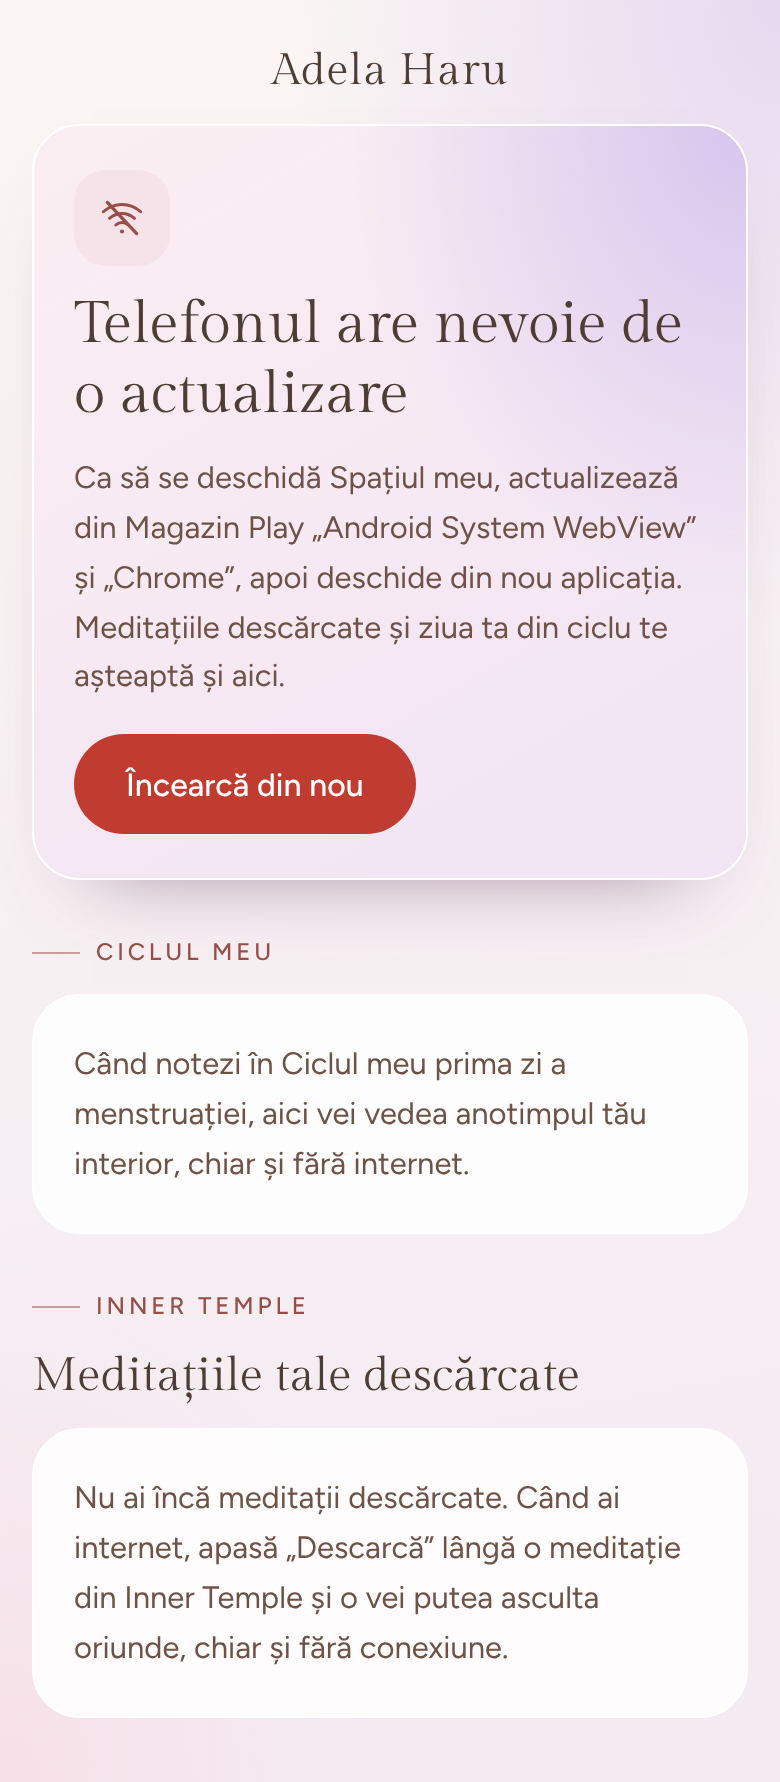 Adela Haru
Telefonul are nevoie de
o actualizare
Ca să se deschidă Spațiul meu, actualizează
din Magazin Play „Android System WebView”
și „Chrome”, apoi deschide din nou aplicația.
Meditațiile descărcate și ziua ta din ciclu te
așteaptă și aici.
Încearcă din nou
CICLUL MEU
Când notezi în Ciclul meu prima zi a
menstruației, aici vei vedea anotimpul tău
interior, chiar și fără internet.
INNER TEMPLE
Meditațiile tale descărcate
Nu ai încă meditații descărcate. Când ai
internet, apasă „Descarcă” lângă o meditație
din Inner Temple și o vei putea asculta
oriunde, chiar și fără conexiune.